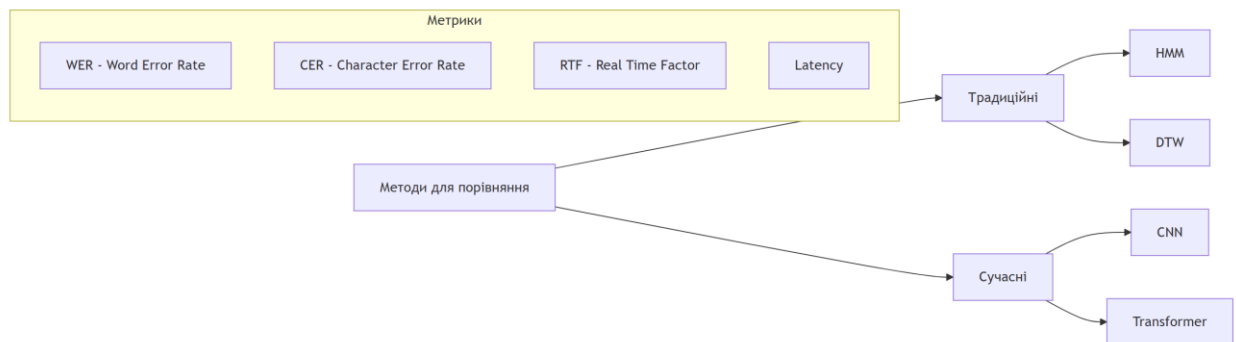 Метрики
WER - Word Error Rate
CER - Character Error Rate
RTF - Real Time Factor
Latency
Методи для порівняння
Традиційні
HMM
DTW
Сучасні
CNN
Transformer